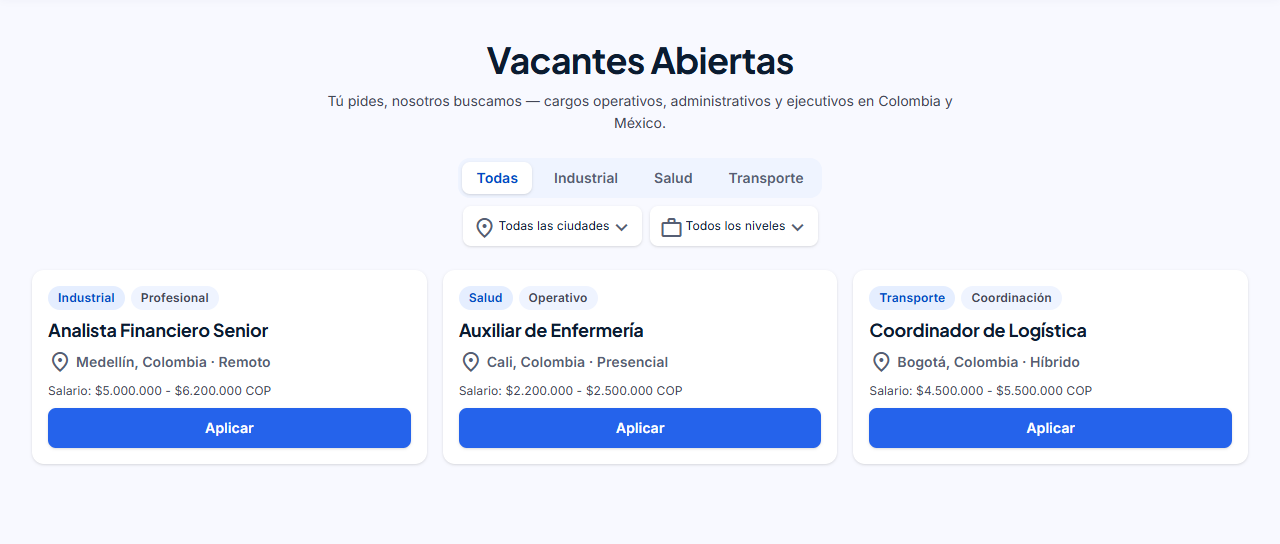 Vacantes Abiertas
Tú pides, nosotros buscamos — cargos operativos, administrativos y ejecutivos en Colombia y
México.
Todas Industrial Salud Transporte
Todas las ciudades Todos los niveles
Industrial Profesional
Analista Financiero Senior
Medellín, Colombia · Remoto
Salario: $5.000.000 - $6.200.000 COP
Aplicar
Salud Operativo
Auxiliar de Enfermería
Cali, Colombia · Presencial
Salario: $2.200.000 - $2.500.000 COP
Aplicar
Transporte Coordinación
Coordinador de Logística
Bogotá, Colombia · Híbrido
Salario: $4.500.000 - $5.500.000 COP
Aplicar